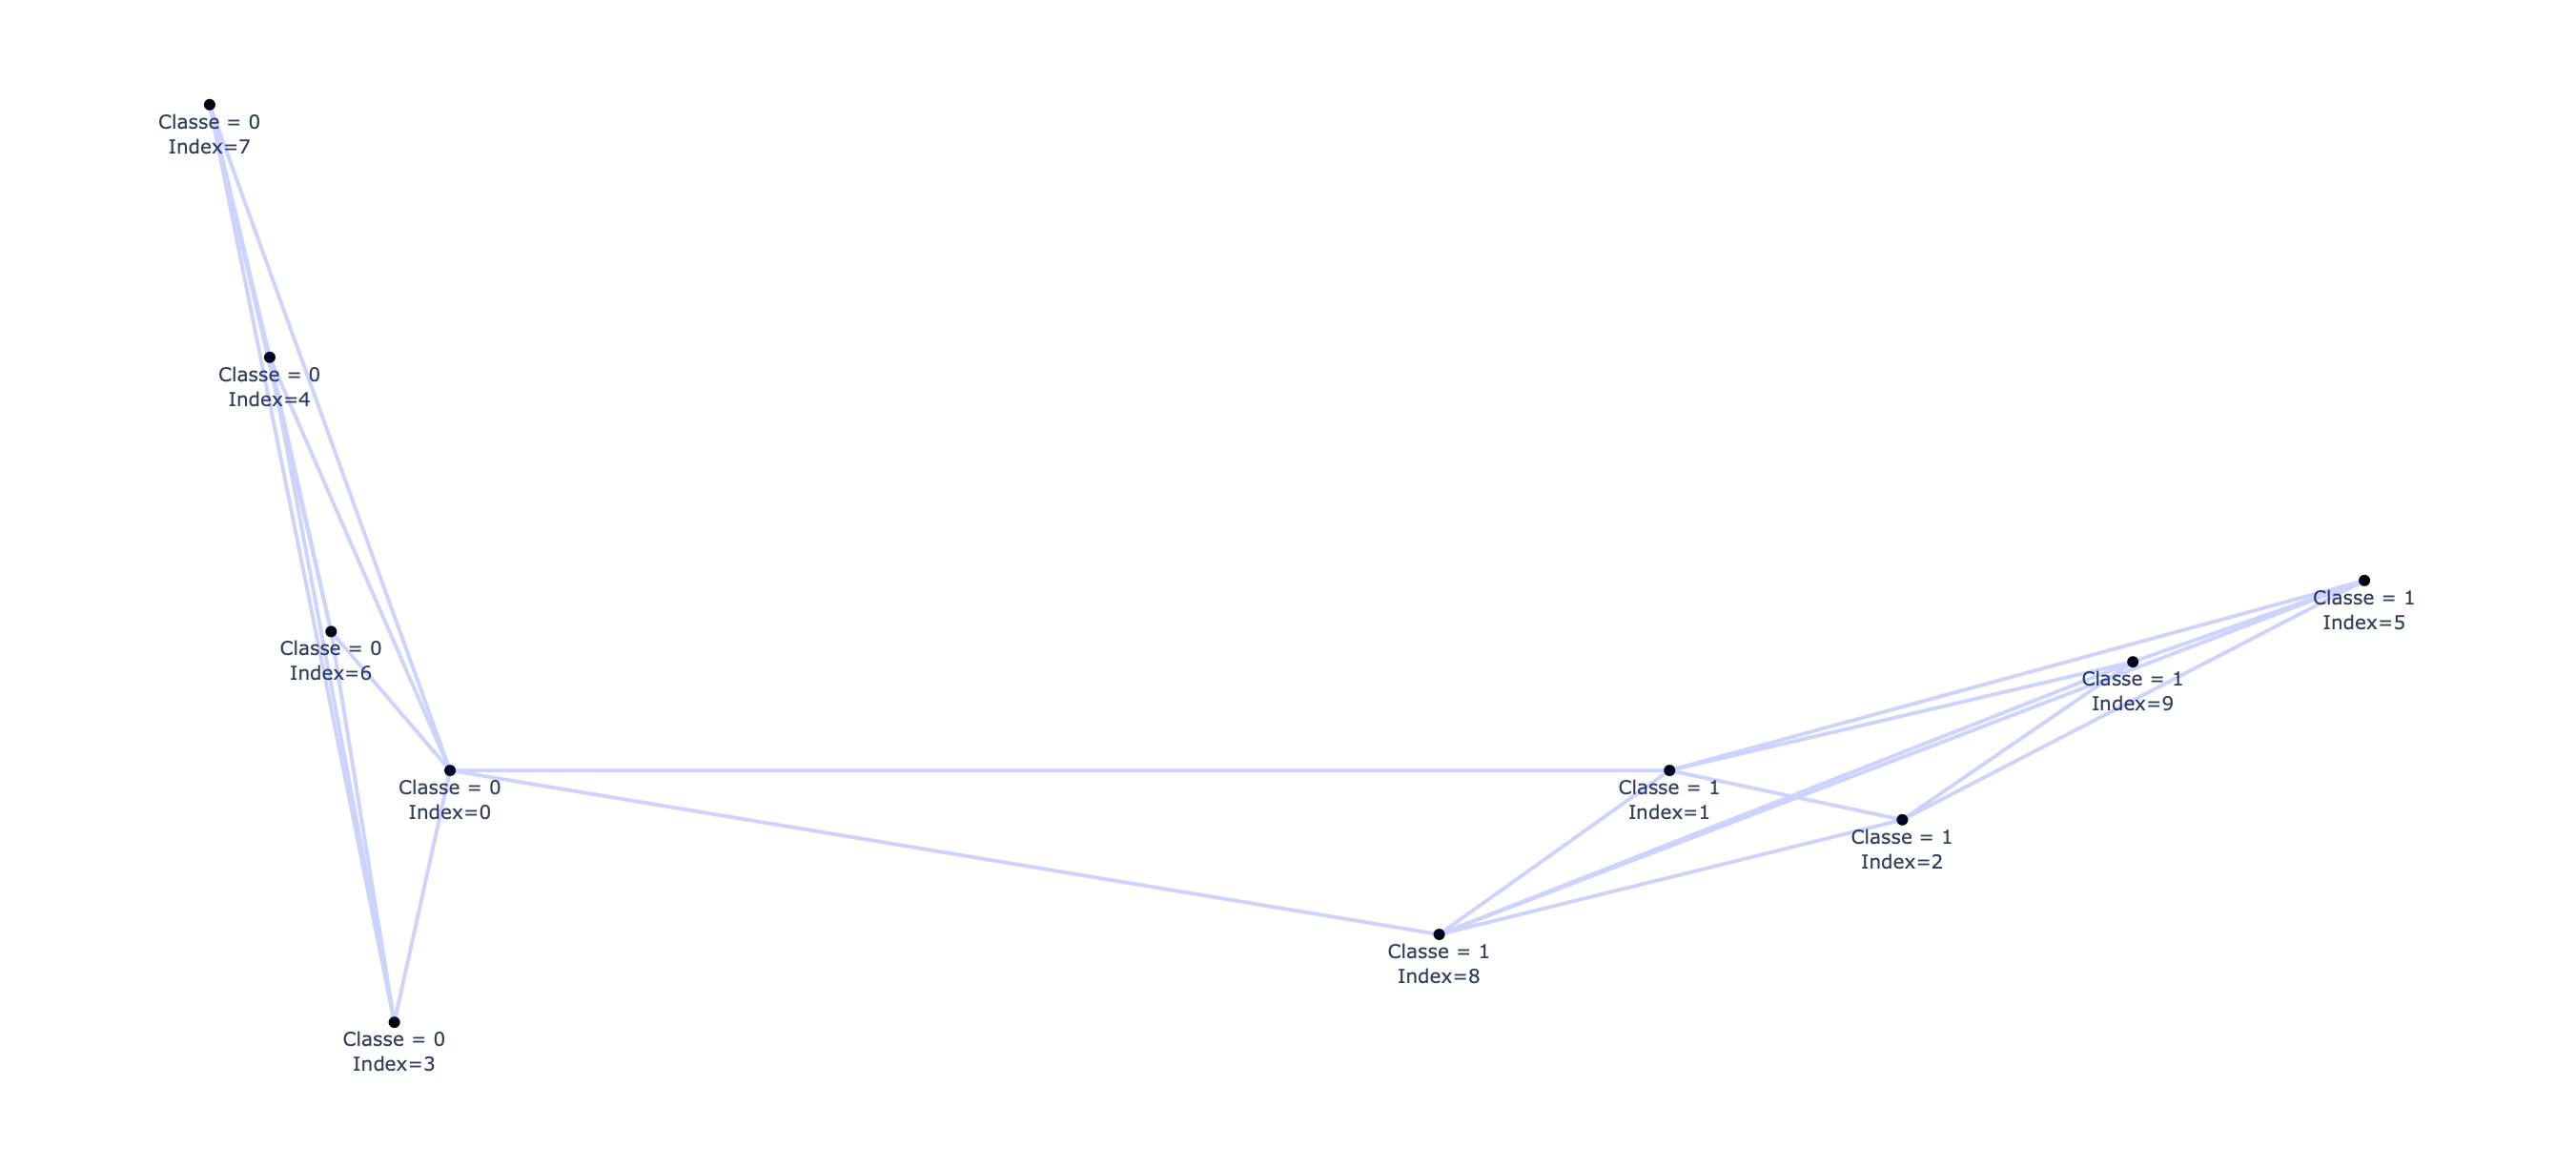 Classe = 0
Index=7
Classe = 0
Index=4
Classe = 1
Index=5
Classe = 0
Index=6
Classe = 1
Index=9
Classe = 0
Index=0
Classe = 1
Index=1
Classe = 1
Index=2
Classe = 1
Index=8
Classe = 0
Index=3